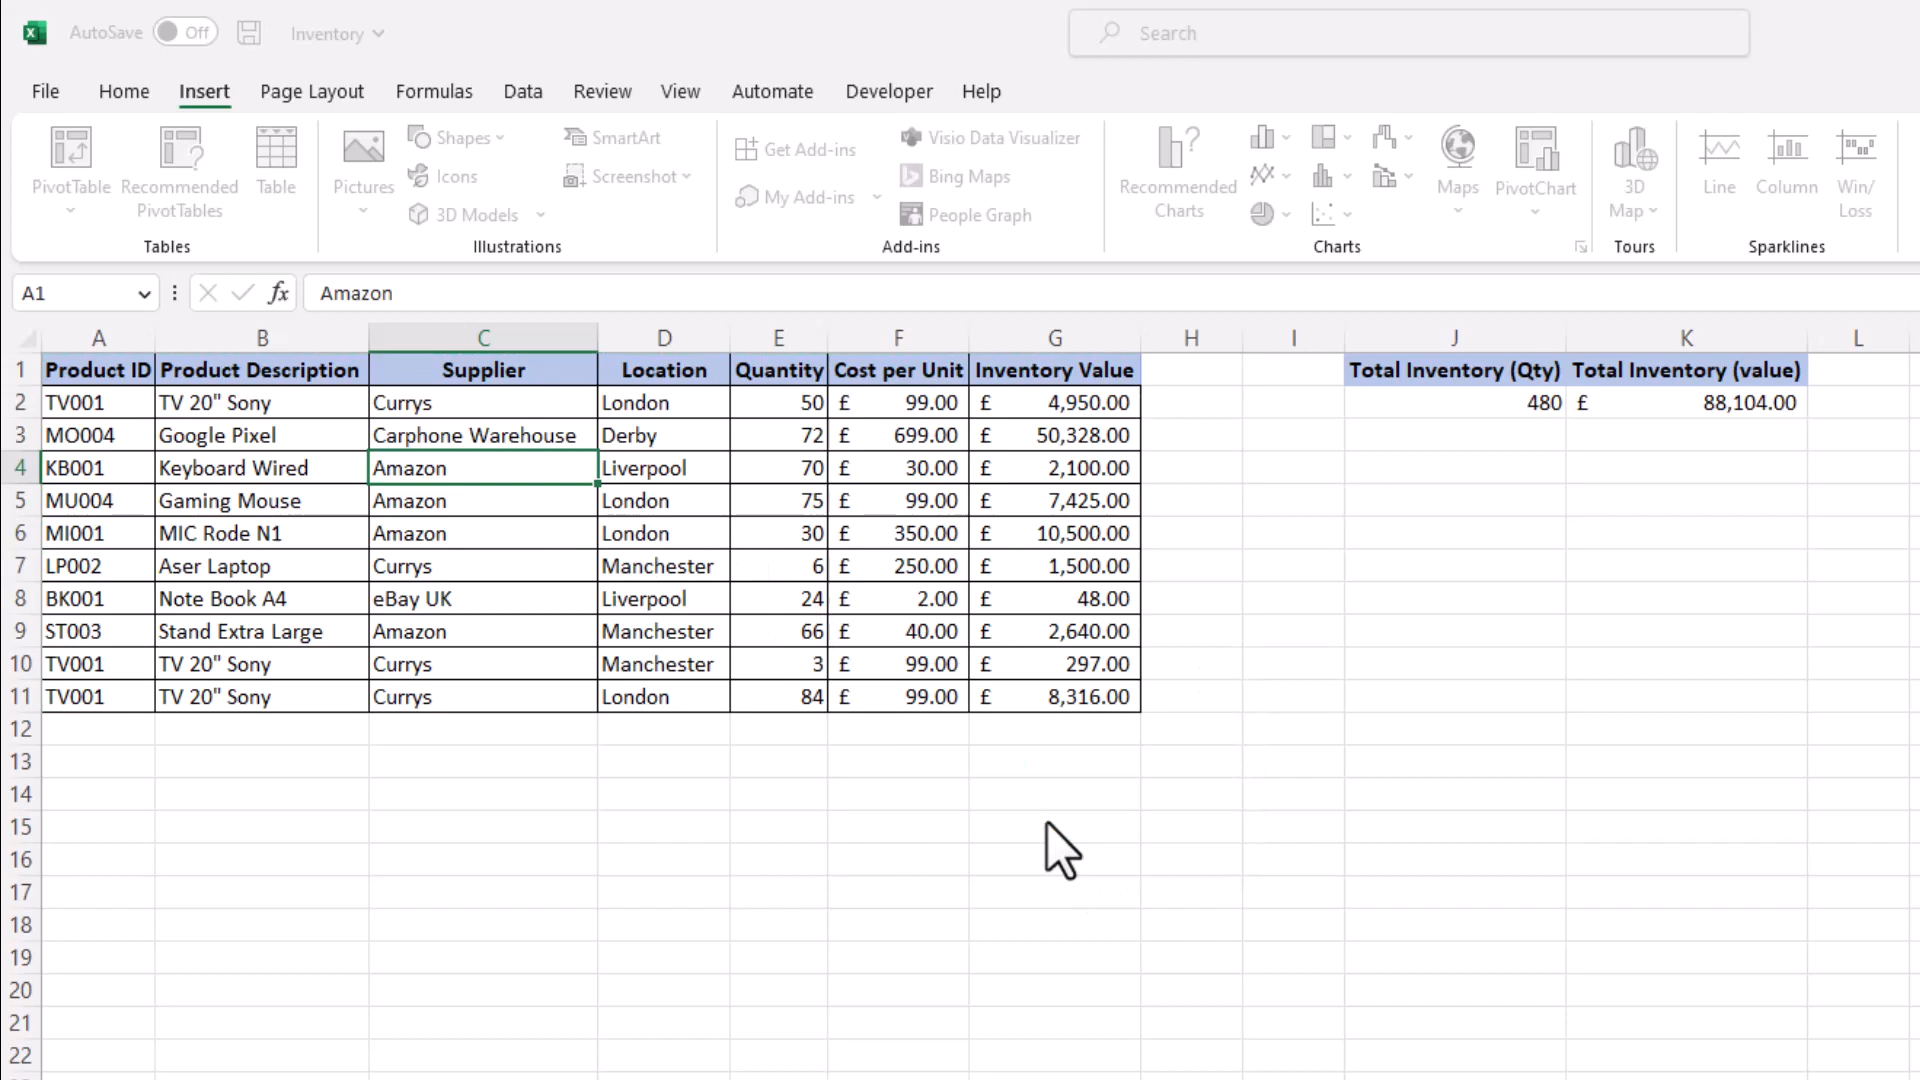 AutoSave Off Inventory Search
File Home Insert Page Layout Formulas Data Review View Automate Developer Help
PivotTable Recommended PivotTables Table
Tables
Pictures Shapes Icons 3D Models SmartArt Screenshot
Illustrations
Get Add-ins My Add-ins Visio Data Visualizer Bing Maps People Graph
Add-ins
Recommended Charts Maps PivotChart
Charts
3D Map
Tours
Line Column Win/Loss
Sparklines
A1 fx Amazon
A B C D E F G H I J K L
1 Product ID Product Description Supplier Location Quantity Cost per Unit Inventory Value Total Inventory (Qty) Total Inventory (value)
2 TV001 TV 20" Sony Currys London 50 £ 99.00 £ 4,950.00 480 £ 88,104.00
3 MO004 Google Pixel Carphone Warehouse Derby 72 £ 699.00 £ 50,328.00
4 KB001 Keyboard Wired Amazon Liverpool 70 £ 30.00 £ 2,100.00
5 MU004 Gaming Mouse Amazon London 75 £ 99.00 £ 7,425.00
6 MI001 MIC Rode N1 Amazon London 30 £ 350.00 £ 10,500.00
7 LP002 Aser Laptop Currys Manchester 6 £ 250.00 £ 1,500.00
8 BK001 Note Book A4 eBay UK Liverpool 24 £ 2.00 £ 48.00
9 ST003 Stand Extra Large Amazon Manchester 66 £ 40.00 £ 2,640.00
10 TV001 TV 20" Sony Currys Manchester 3 £ 99.00 £ 297.00
11 TV001 TV 20" Sony Currys London 84 £ 99.00 £ 8,316.00
12
13
14
15
16
17
18
19
20
21
22